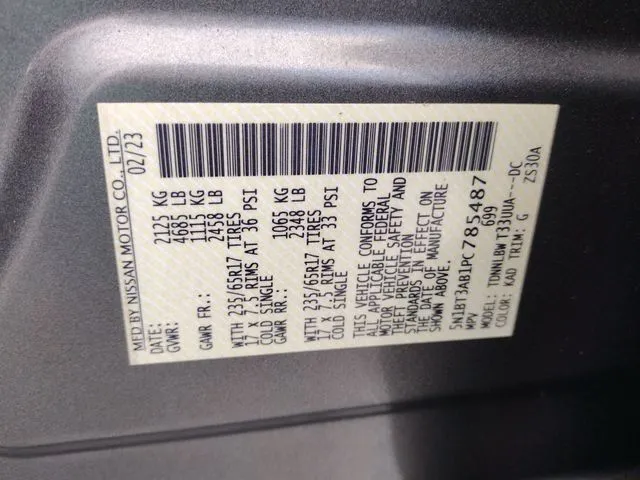 MFD BY NISSAN MOTOR CO., LTD.
02/23
GVWR: 2125 KG
4685 LB
GAWR FR.: 1115 KG
2458 LB
WITH 235/65R17 TIRES
17 X 7.5 RIMS AT 36 PSI
COLD SINGLE
GAWR RR.: 1065 KG
2348 LB
WITH 235/65R17 TIRES
17 X 7.5 RIMS AT 33 PSI
COLD SINGLE
THIS VEHICLE CONFORMS TO
ALL APPLICABLE FEDERAL
MOTOR VEHICLE SAFETY AND
THEFT PREVENTION
STANDARDS IN EFFECT ON
THE DATE OF MANUFACTURE
SHOWN ABOVE.
5N1BT3AB1PC785487
MPV 699
MODEL: TDNNLBW T33UUA---DC
COLOR: KAD TRIM: G ZS30A